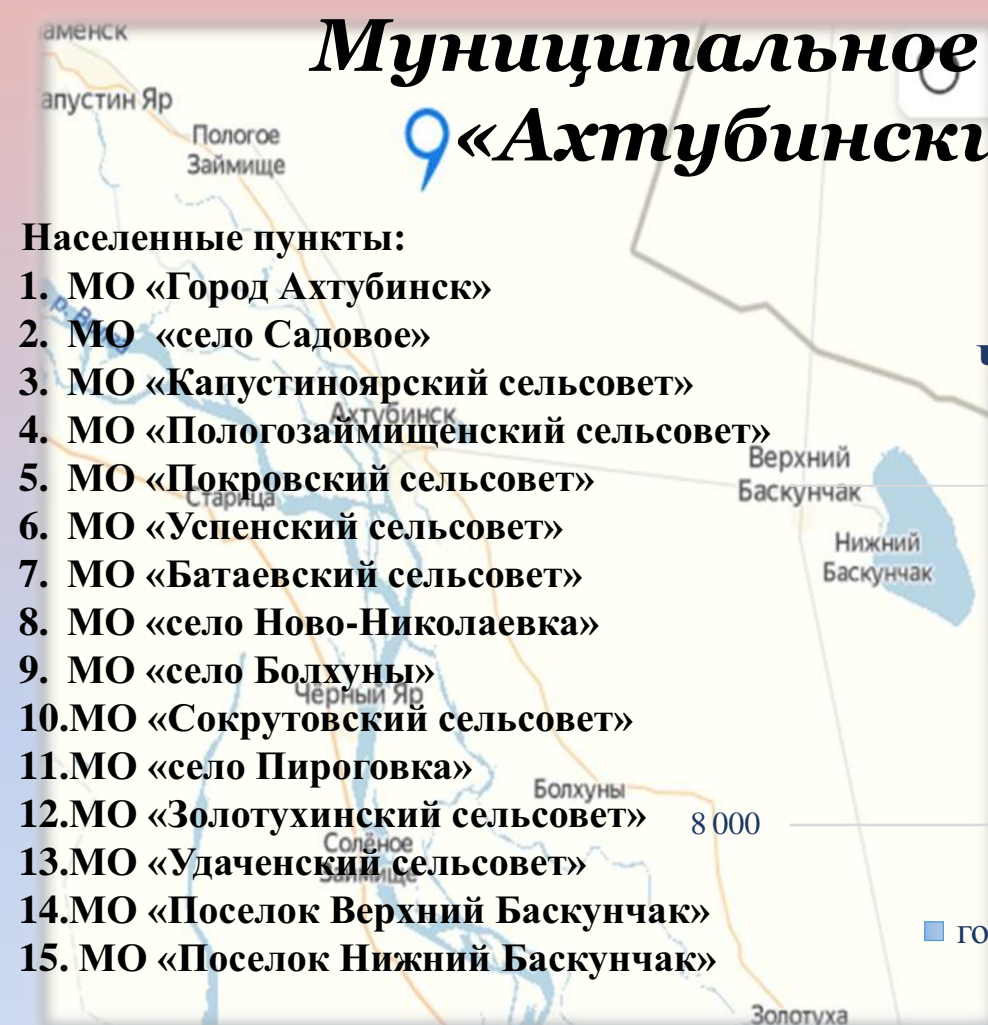 Муниципальное
«Ахтубински
аменск
апустин Яр
Пологое
Займище
Населенные пункты:
1. МО «Город Ахтубинск»
2. МО «село Садовое»
3. МО «Капустиноярский сельсовет»
Ахтубинск
4. МО «Пологозаймищенский сельсовет»
5. МО «Покровский сельсовет»
Старица
6. МО «Успенский сельсовет»
7. МО «Батаевский сельсовет»
8. МО «село Ново-Николаевка»
9. МО «село Болхуны»
Чёрный Яр
10.МО «Сокрутовский сельсовет»
11.МО «село Пироговка»
12.МО «Золотухинский сельсовет»
Солёное
Займище
13.МО «Удаченский сельсовет»
14.МО «Поселок Верхний Баскунчак»
15. МО «Поселок Нижний Баскунчак»
Верхний
Баскунчак
Нижний
Баскунчак
Болхуны
8 000
го
Золотуха